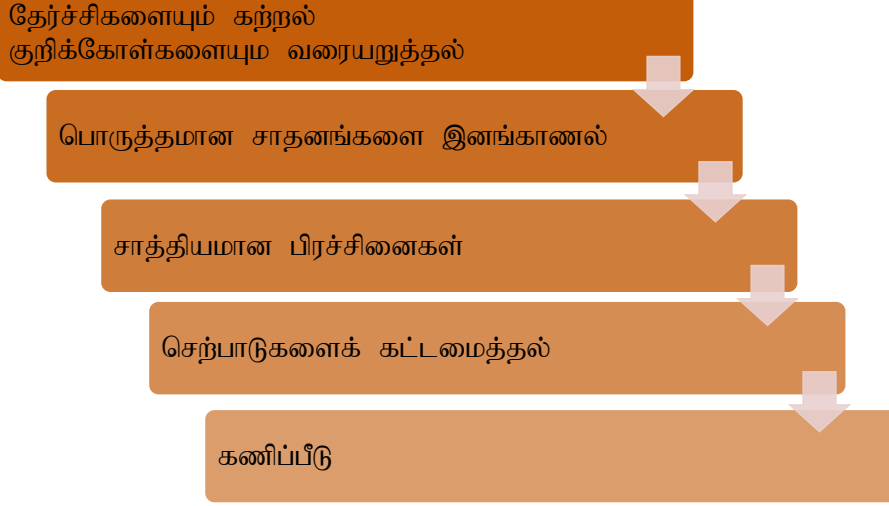 தேர்ச்சிகளையும் கற்றல்
குறிக்கோள்களையும வரையறுத்தல்
பொருத்தமான சாதனங்களை இனங்காணல்
சாத்தியமான பிரச்சினைகள்
செற்பாடுகளைக் கட்டமைத்தல்
கணிப்பீடு